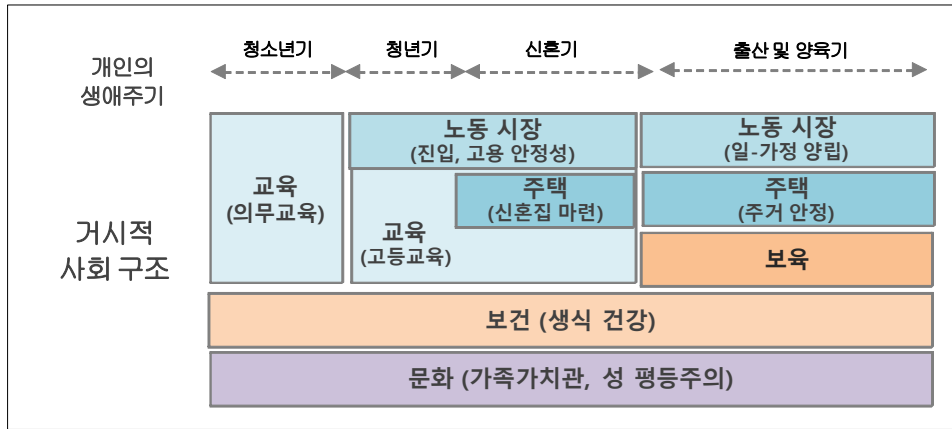 청소년기
청년기
신혼기
출산 및 양육기
개인의
생애주기
노동 시장
(진입, 고용 안정성)
노동 시장
(일-가정 양립)
교육
(의무교육)
주택
(신혼집 마련)
주택
(주거 안정)
교육
(고등교육)
거시적
사회 구조
보육
보건 (생식 건강)
문화 (가족가치관, 성 평등주의)